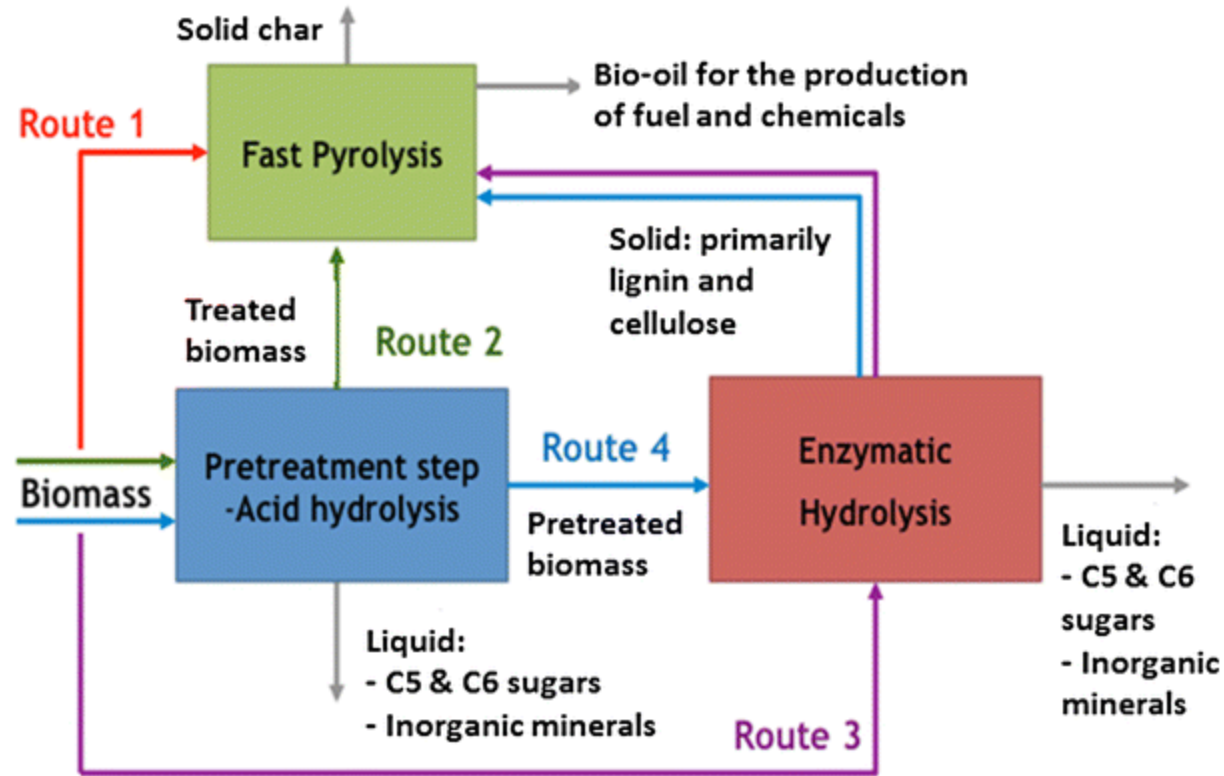 Solid char
Bio-oil for the production
of fuel and chemicals
Route 1
Fast Pyrolysis
Solid: primarily
lignin and
cellulose
Treated
biomass
Route 2
Pretreatment step
-Acid hydrolysis
Route 4
Enzymatic
Hydrolysis
Biomass
Pretreated
biomass
Liquid:
- C5 & C6
sugars
- Inorganic
minerals
Liquid:
- C5 & C6 sugars
- Inorganic minerals
Route 3